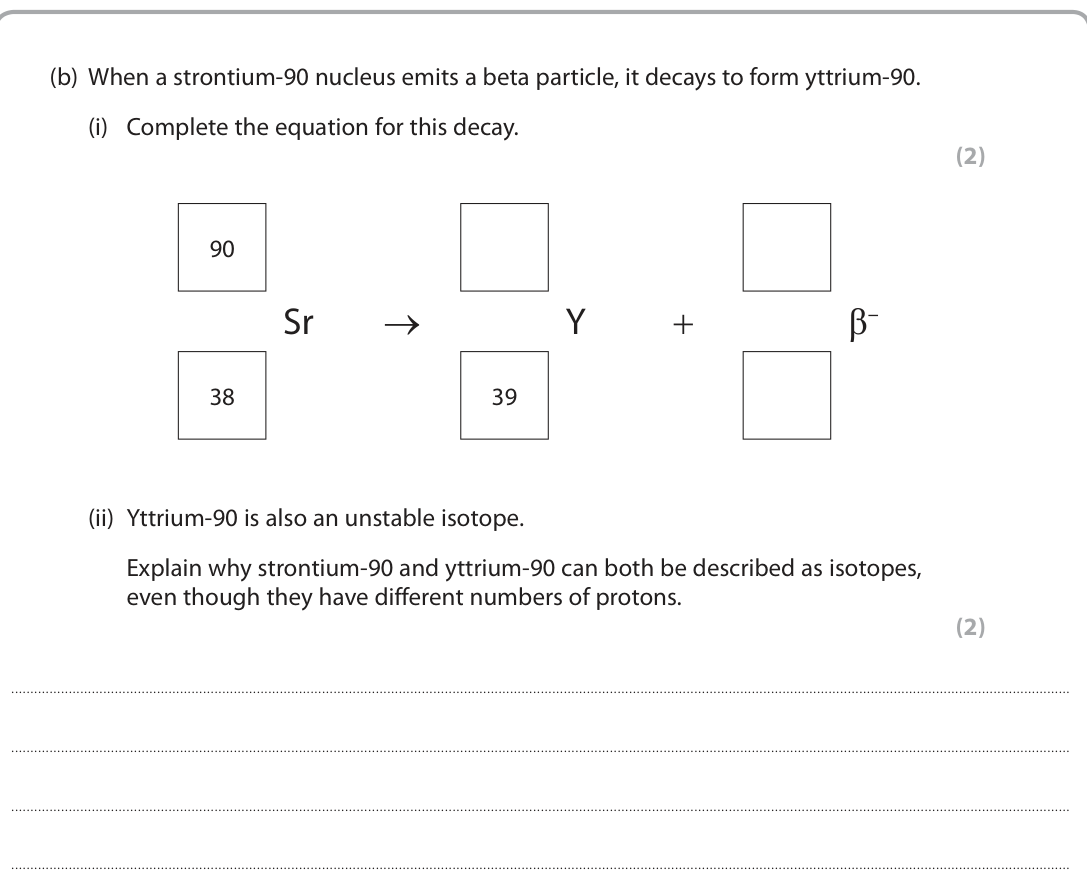 (b) When a strontium-90 nucleus emits a beta particle, it decays to form yttrium-90.
(i) Complete the equation for this decay.
(2)
90
Sr → Y + β⁻
38 39
(ii) Yttrium-90 is also an unstable isotope.
Explain why strontium-90 and yttrium-90 can both be described as isotopes,
even though they have different numbers of protons.
(2)